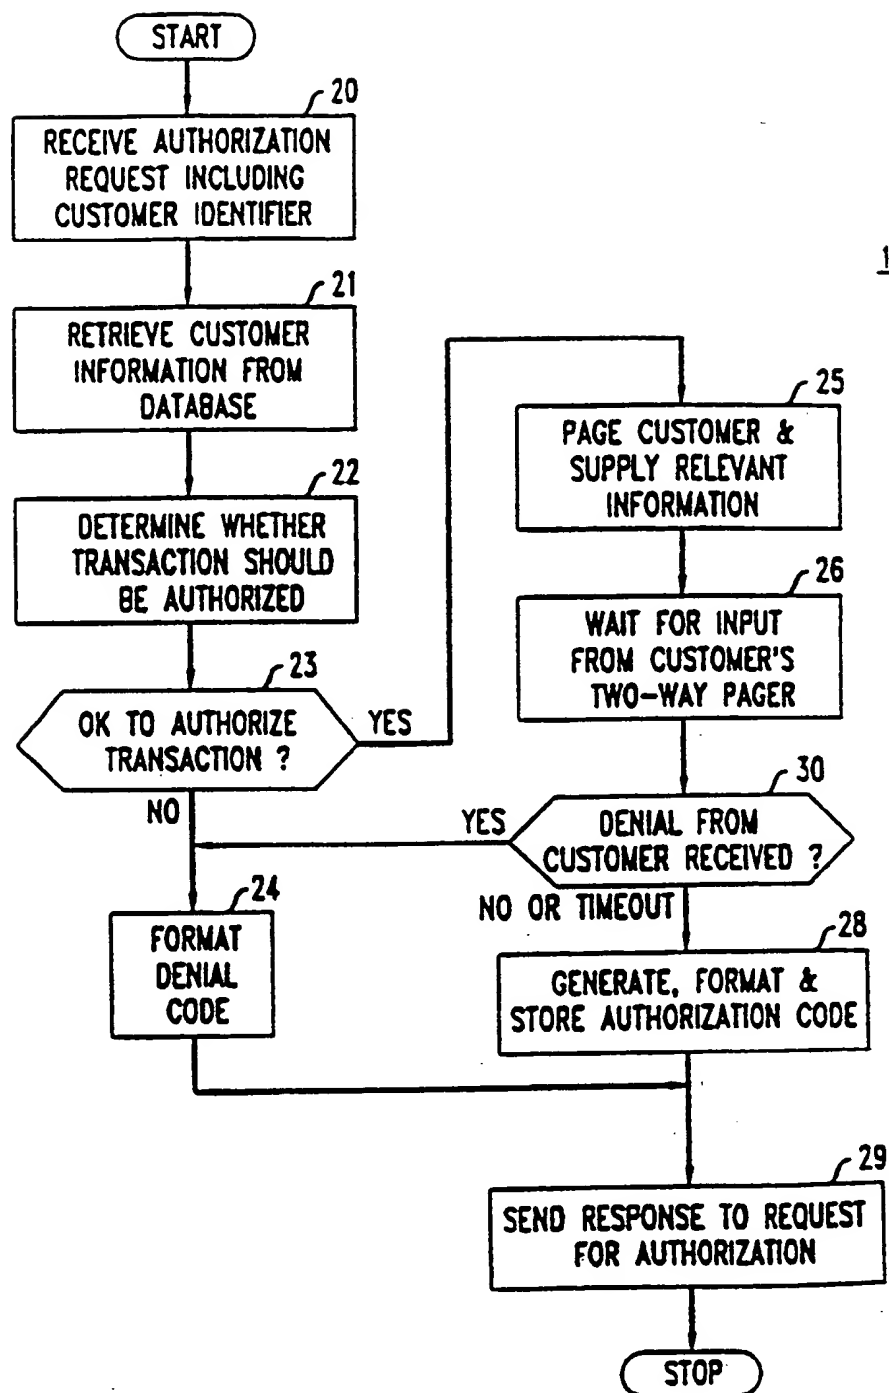 START
20
RECEIVE AUTHORIZATION
REQUEST INCLUDING
CUSTOMER IDENTIFIER
21
RETRIEVE CUSTOMER
INFORMATION FROM
DATABASE
22
DETERMINE WHETHER
TRANSACTION SHOULD
BE AUTHORIZED
23
OK TO AUTHORIZE
TRANSACTION ?
YES
NO
24
FORMAT
DENIAL
CODE
1
25
PAGE CUSTOMER &
SUPPLY RELEVANT
INFORMATION
26
WAIT FOR INPUT
FROM CUSTOMER'S
TWO-WAY PAGER
30
DENIAL FROM
CUSTOMER RECEIVED ?
YES
NO OR TIMEOUT
28
GENERATE, FORMAT &
STORE AUTHORIZATION CODE
29
SEND RESPONSE TO REQUEST
FOR AUTHORIZATION
STOP